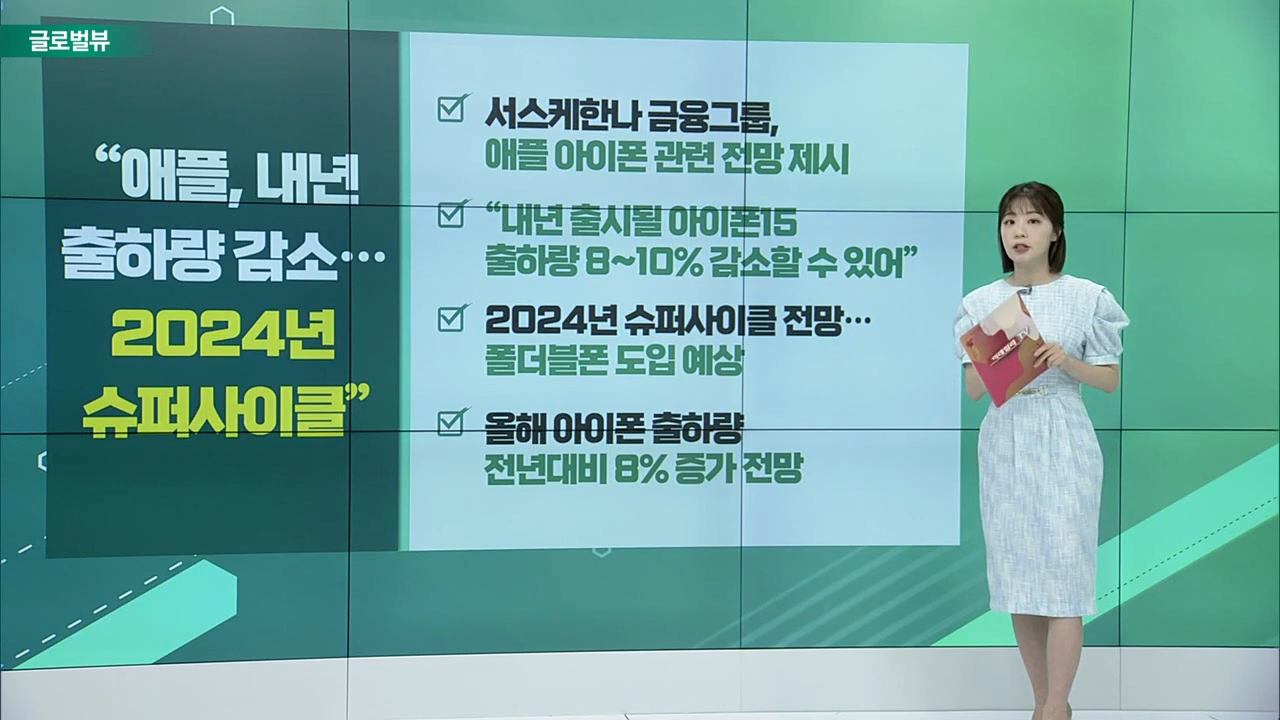 글로벌뷰
“애플, 내년
출하량 감소…
2024년
슈퍼사이클”
서스케한나 금융그룹,
애플 아이폰 관련 전망 제시
“내년 출시될 아이폰15
출하량 8~10% 감소할 수 있어”
2024년 슈퍼사이클 전망…
폴더블폰 도입 예상
올해 아이폰 출하량
전년대비 8% 증가 전망